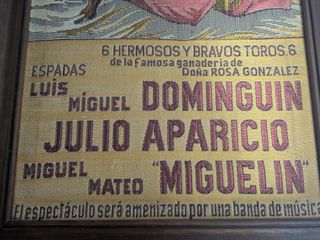 6 HERMOSOS Y BRAVOS TOROS 6
de la famosa ganadería de
Doña ROSA GONZALEZ
ESPADAS
LUIS MIGUEL DOMINGUIN
JULIO APARICIO
MIGUEL MATEO "MIGUELIN"
El espectáculo será amenizado por una banda de música